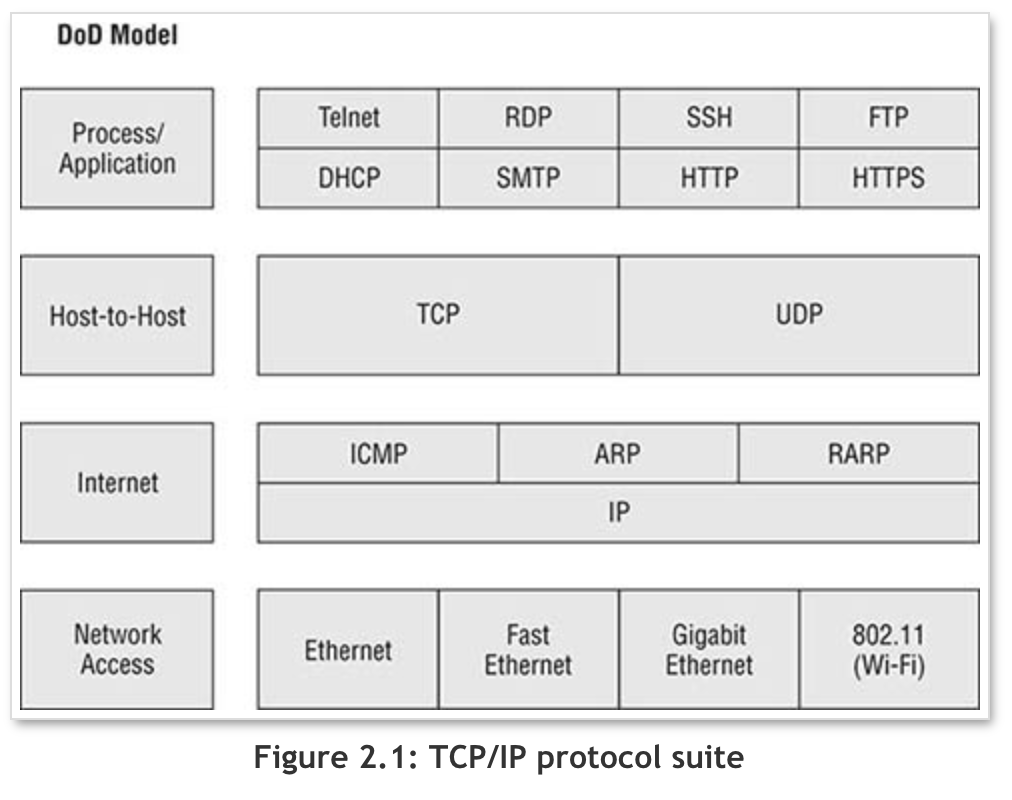 DoD Model
Process/
Application
Telnet RDP SSH FTP
DHCP SMTP HTTP HTTPS
Host-to-Host
TCP UDP
Internet
ICMP ARP RARP
IP
Network
Access
Ethernet
Fast
Ethernet
Gigabit
Ethernet
802.11
(Wi-Fi)
Figure 2.1: TCP/IP protocol suite